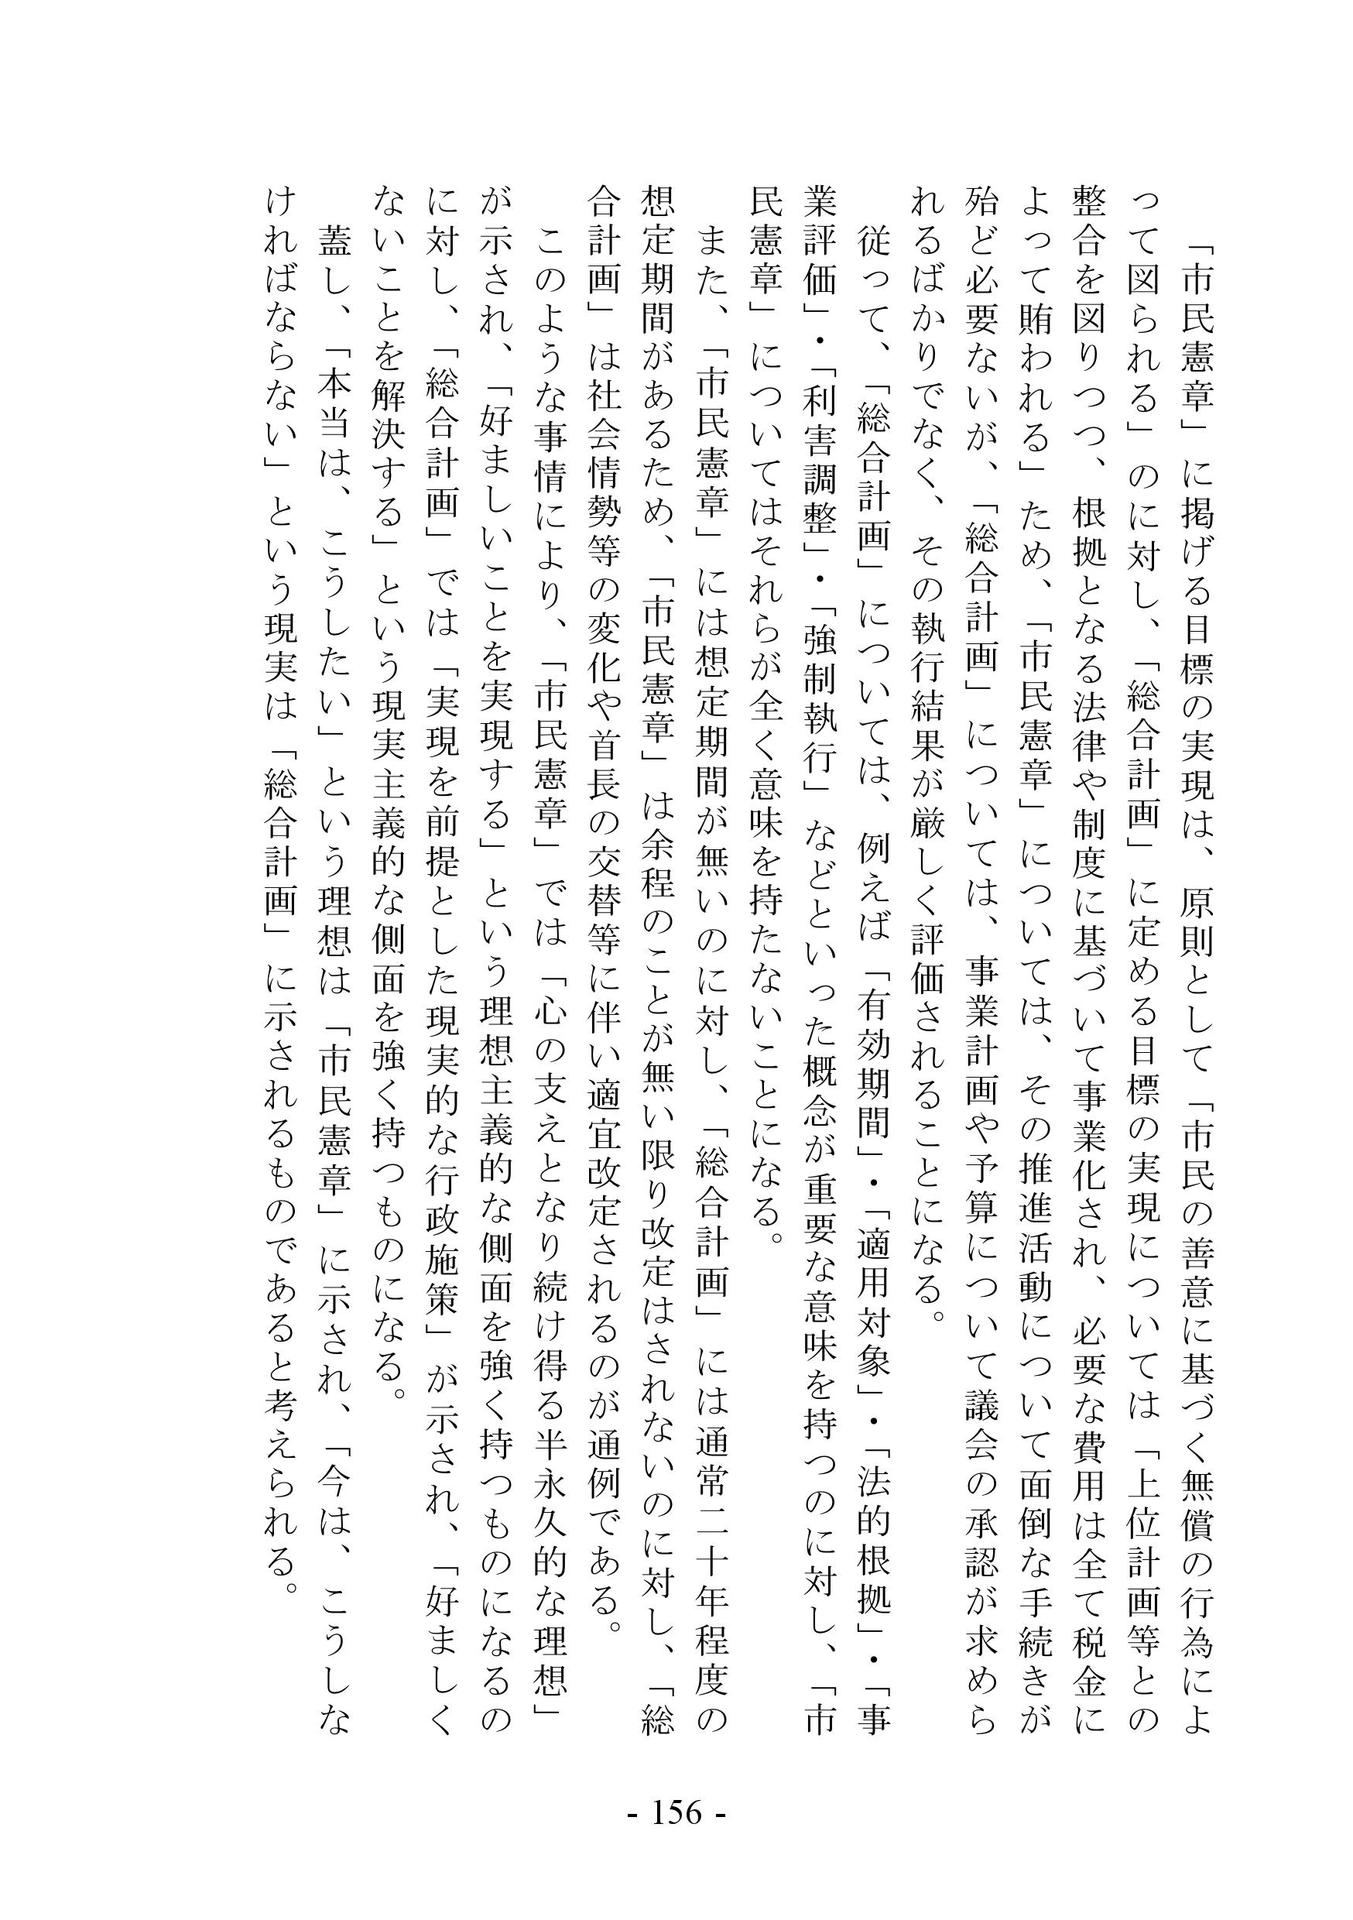 「市民憲章」に掲げる目標の実現は、原則として「市民の善意に基づく無償の行為によ
って図られる」のに対し、「総合計画」に定める目標の実現については「上位計画等との
整合を図りつつ、根拠となる法律や制度に基づいて事業化され、必要な費用は全て税金に
よって賄われる」ため、「市民憲章」については、その推進活動について面倒な手続きが
殆ど必要ないが、「総合計画」については、事業計画や予算について議会の承認が求めら
れるばかりでなく、その執行結果が厳しく評価されることになる。
従って、「総合計画」については、例えば「有効期間」・「適用対象」・「法的根拠」・「事
業評価」・「利害調整」・「強制執行」などといった概念が重要な意味を持つのに対し、「市
民憲章」についてはそれらが全く意味を持たないことになる。
また、「市民憲章」には想定期間が無いのに対し、「総合計画」には通常二十年程度の
想定期間があるため、「市民憲章」は余程のことが無い限り改定はされないのに対し、「総
合計画」は社会情勢等の変化や首長の交替等に伴い適宜改定されるのが通例である。
このような事情により、「市民憲章」では「心の支えとなり続け得る半永久的な理想」
が示され、「好ましいことを実現する」という理想主義的な側面を強く持つものになるの
に対し、「総合計画」では「実現を前提とした現実的な行政施策」が示され、「好ましく
ないことを解決する」という現実主義的な側面を強く持つものになる。
蓋し、「本当は、こうしたい」という理想は「市民憲章」に示され、「今は、こうしな
ければならない」という現実は「総合計画」に示されるものであると考えられる。
- 156 -